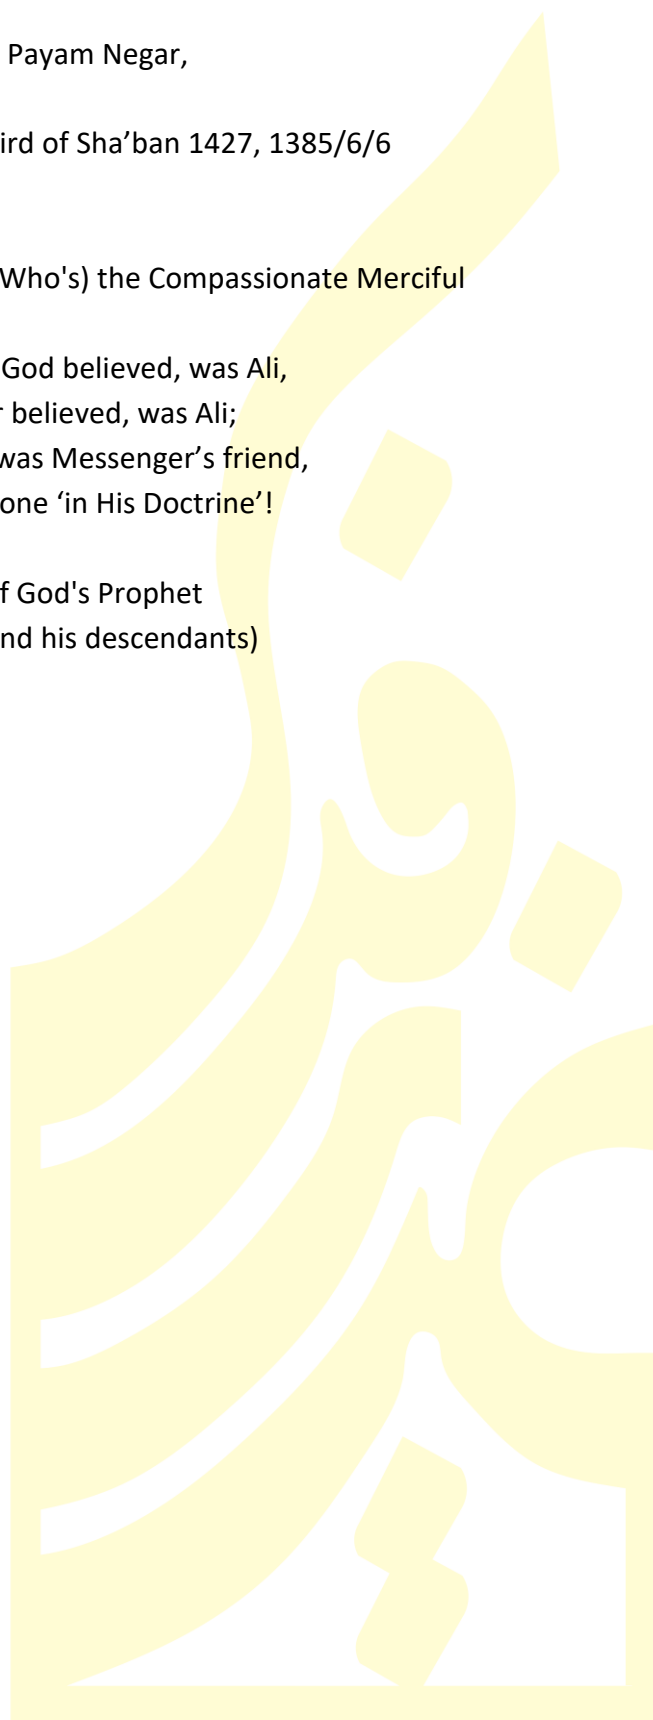 Payam Negar,
ird of Sha’ban 1427, 1385/6/6
Who's) the Compassionate Merciful
God believed, was Ali,
r believed, was Ali;
was Messenger’s friend,
one ‘in His Doctrine’!
f God's Prophet
nd his descendants)